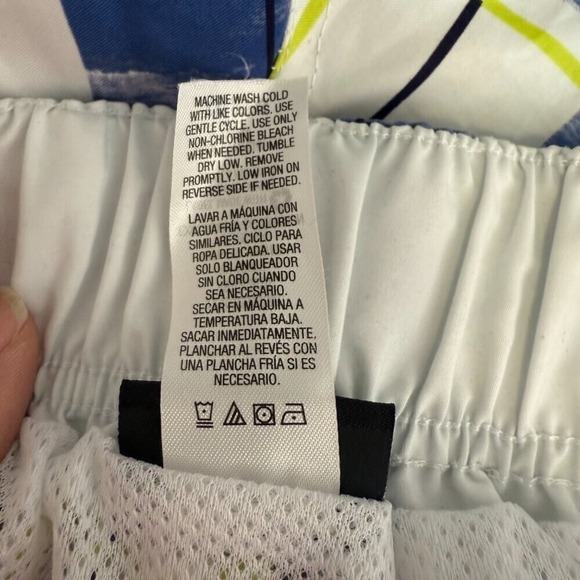 MACHINE WASH COLD
WITH LIKE COLORS. USE
GENTLE CYCLE. USE ONLY
NON-CHLORINE BLEACH
WHEN NEEDED. TUMBLE
DRY LOW. REMOVE
PROMPTLY. LOW IRON ON
REVERSE SIDE IF NEEDED.
LAVAR A MÁQUINA CON
AGUA FRÍA Y COLORES
SIMILARES. CICLO PARA
ROPA DELICADA. USAR
SOLO BLANQUEADOR
SIN CLORO CUANDO
SEA NECESARIO.
SECAR EN MÁQUINA A
TEMPERATURA BAJA.
SACAR INMEDIATAMENTE.
PLANCHAR AL REVÉS CON
UNA PLANCHA FRÍA SI ES
NECESARIO.